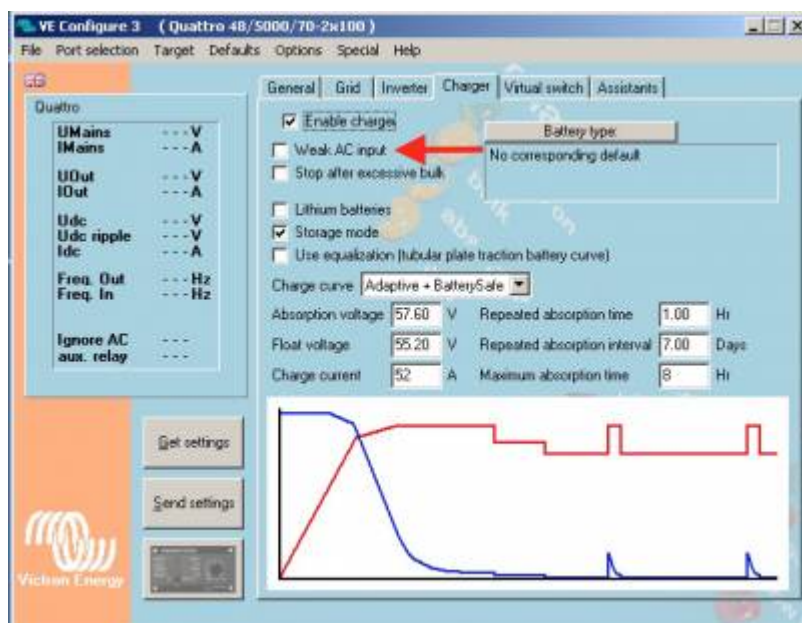 VE Configure 3 ( Quattro 48/5000/70-2x100 )
File Port selection Target Defaults Options Special Help
General Grid Inverter Charger Virtual switch Assistants
Quattro
UMains ---V
IMains ---A
UOut ---V
IOut ---A
Udc ---V
Udc ripple ---V
Idc ---A
Freq. Out ---Hz
Freq. In ---Hz
Ignore AC ---
aux. relay ---
Enable charger
Weak AC input
Stop after excessive bulk
Battery type:
No corresponding default
Lithium batteries
Storage mode
Use equalization (tubular plate traction battery curve)
Charge curve Adaptive + BatterySafe
Absorption voltage 57.60 V Repeated absorption time 1.00 Hr
Float voltage 55.20 V Repeated absorption interval 7.00 Days
Charge current 52 A Maximum absorption time 8 Hr
Get settings
Send settings
Victron Energy